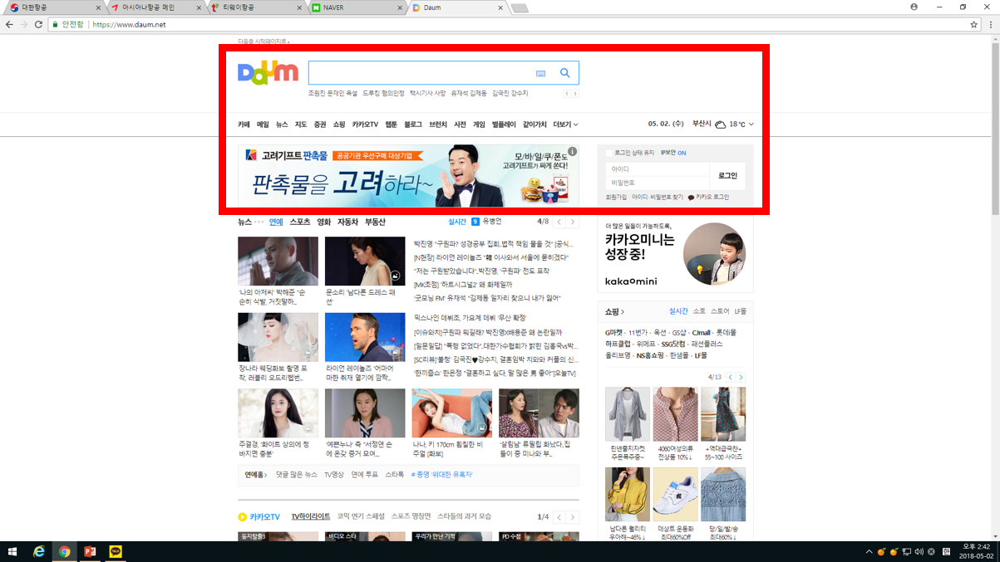 대한항공
아시아나항공 메인
티웨이항공
NAVER
Daum
안전함 | https://www.daum.net
다음을 시작페이지로
Daum
조원진 문재인 욕설 드루킹 혐의인정 택시기사 사망 유재석 김제동 김국진 강수지
카페 메일 뉴스 지도 증권 쇼핑 카카오TV 웹툰 블로그 브런치 사전 게임 별플레이 같이가치 더보기
05. 02. (수) 부산시 18 ℃
고려기프트 판촉물 공공기관 우선구매 대상기업
판촉물을 고려하라~
모/바/일/쿠/폰도
고려기프트가 싸게 쏜다!
로그인 상태 유지 IP보안 ON
아이디
비밀번호
로그인
회원가입 아이디·비밀번호 찾기 카카오 로그인
뉴스 연예 스포츠 영화 자동차 부동산
실시간 9 유병언 4/8
'나의 아저씨' 박해준 "순순히 삭발, 거짓말하..
문소리 '남다른 드레스 패션'
박진영 "구원파? 성경공부 집회,법적 책임 물을 것" [공식...
[N현장] 라이언 레이놀즈 "韓 이사와서 서울에 묻히겠다"
"저는 구원받았습니다"..박진영, '구원파' 전도 포착
[MK초점] '하트시그널2' 왜 화제일까
'굿모닝 FM' 유재석 "김제동 일자리 찾으니 내가 잃어"
장나라 웨딩화보 촬영 포착, 러블리 오드리헵번..
라이언 레이놀즈 '어마어마한 취재 열기에 깜짝..
믹스나인 데뷔조, 가요계 데뷔 '무산 확정'
[이슈와치]구원파 뭐길래? 박진영X배용준 왜 논란일까
[일문일답] "폭행 없었다"..대한가수협회가 밝힌 김흥국vs박...
[SC리뷰]'불청' 김국진♥강수지, 결혼임박 치와와 커플의 신...
'한끼줍쇼' 한은정 "결혼하고 싶다, 말 많은 男 좋아"[오늘TV]
주결경, '화이트 상의에 청바지면 충분'
'예쁜누나' 측 "서정연 손에 온갖 증거 모여...
나나, 키 170cm 훤칠한 비주얼 [화보]
'살림남' 류필립 화났다..집들이 중 미나와 부..
연예홈 댓글 많은 뉴스 TV영상 연예 투표 스타톡 # 종영 '위대한 유혹자'
카카오TV TV하이라이트 코믹 연기 스페셜 스포츠 명장면 스타들의 과거 모습 1/4
둥지탈출3
비디오 스타
우리가 만난 기적
PD 수첩
더 많은 일들이 가능하도록,
카카오미니는
성장 중!
kakaomini
쇼핑 실시간 소호 스토어 LF몰
G마켓 · 11번가 · 옥션 · GS샵 · CJmall · 롯데i몰
하프클럽 · 위메프 · SSG닷컴 · 패션플러스
올리브영 · NS홈쇼핑 · 한샘몰 · LF몰
4/13
린넨롱지자켓
주문폭주중~
4060여성의류
전상품 10%↓
+역대급극찬+
55~100 사이즈
남다른 퀄리티
우아해~46%↓
데상트 운동화
최대60%Off
당/일/발/송
최대60%↓
오후 2:42
2018-05-02